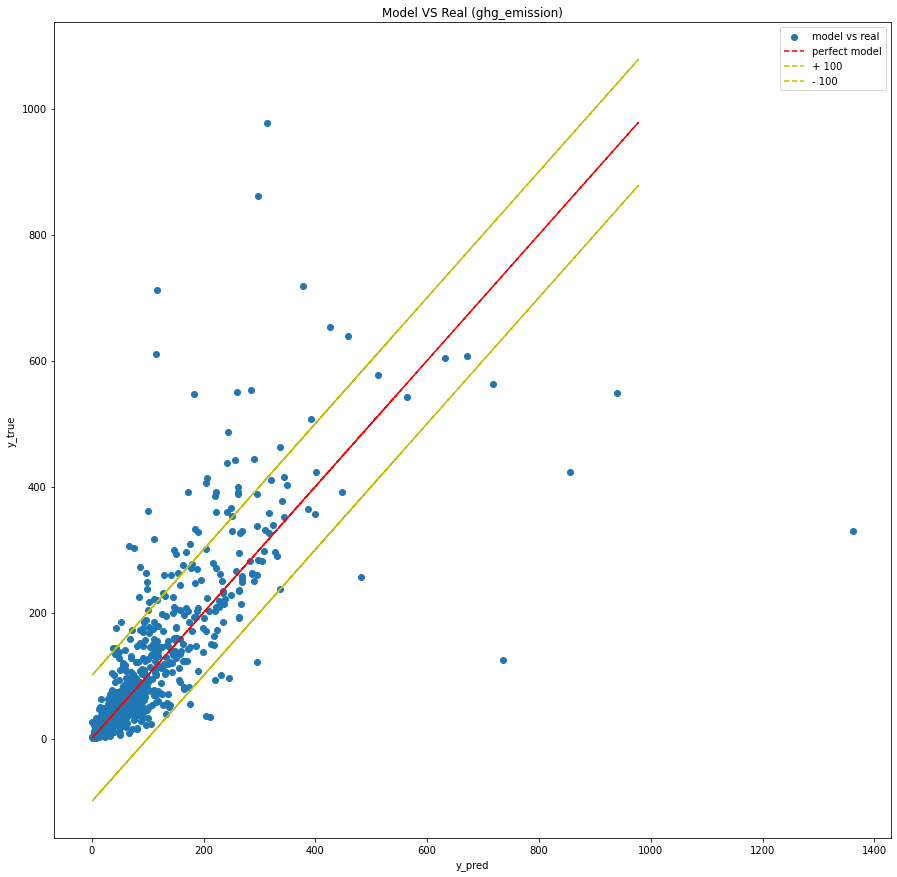 Model VS Real (ghg_emission)
model vs real
perfect model
+ 100
- 100
1000
800
600
400
200
0
y_true
0 200 400 600 800 1000 1200 1400
y_pred